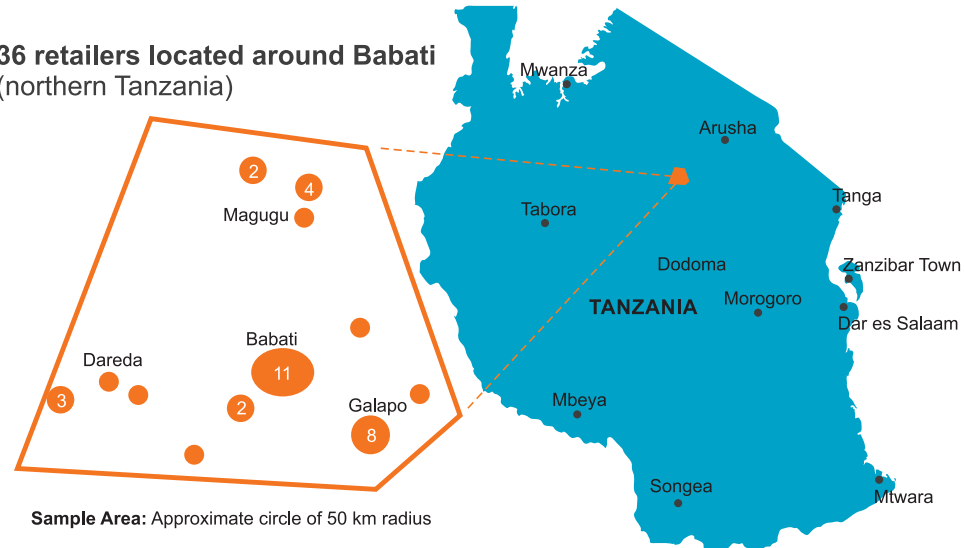 36 retailers located around Babati
(northern Tanzania)
2
4
Magugu
Babati
11
Dareda
3
2
Galapo
8
Sample Area: Approximate circle of 50 km radius
Mwanza
Arusha
Tabora
Tanga
Dodoma
Zanzibar Town
TANZANIA
Morogoro
Dar es Salaam
Mbeya
Songea
Mtwara